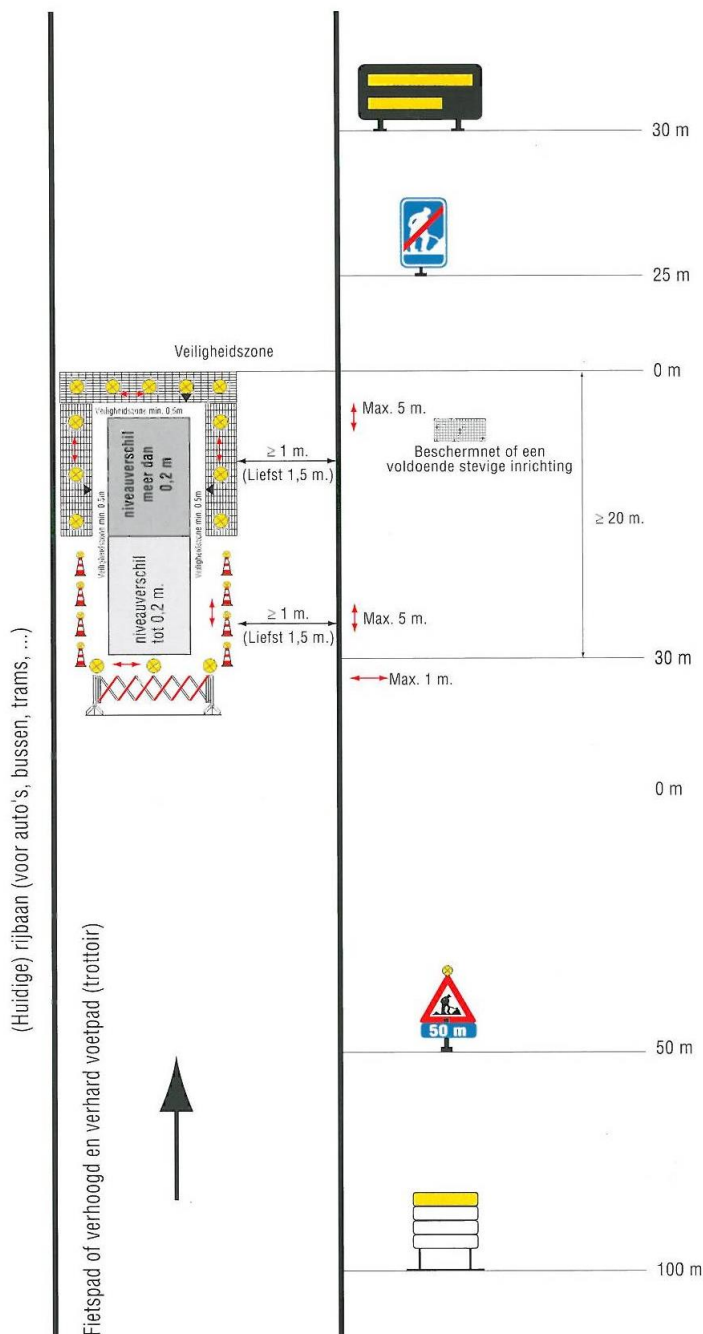 30 m
25 m
Veiligheidszone
0 m
Veiligheidszone min. 0.5m
Max. 5 m.
niveauverschil
meer dan
0,2 m
≥ 1 m.
(Liefst 1,5 m.)
Beschermnet of een
voldoende stevige inrichting
Veiligheidszone min. 0.5m
Veiligheidszone min. 0.5m
≥ 20 m.
niveauverschil
tot 0,2 m.
≥ 1 m.
(Liefst 1,5 m.)
Max. 5 m.
30 m
Max. 1 m.
0 m
(Huidige) rijbaan (voor auto's, bussen, trams, ...)
Fietspad of verhoogd en verhard voetpad (trottoir)
50 m
50 m
100 m